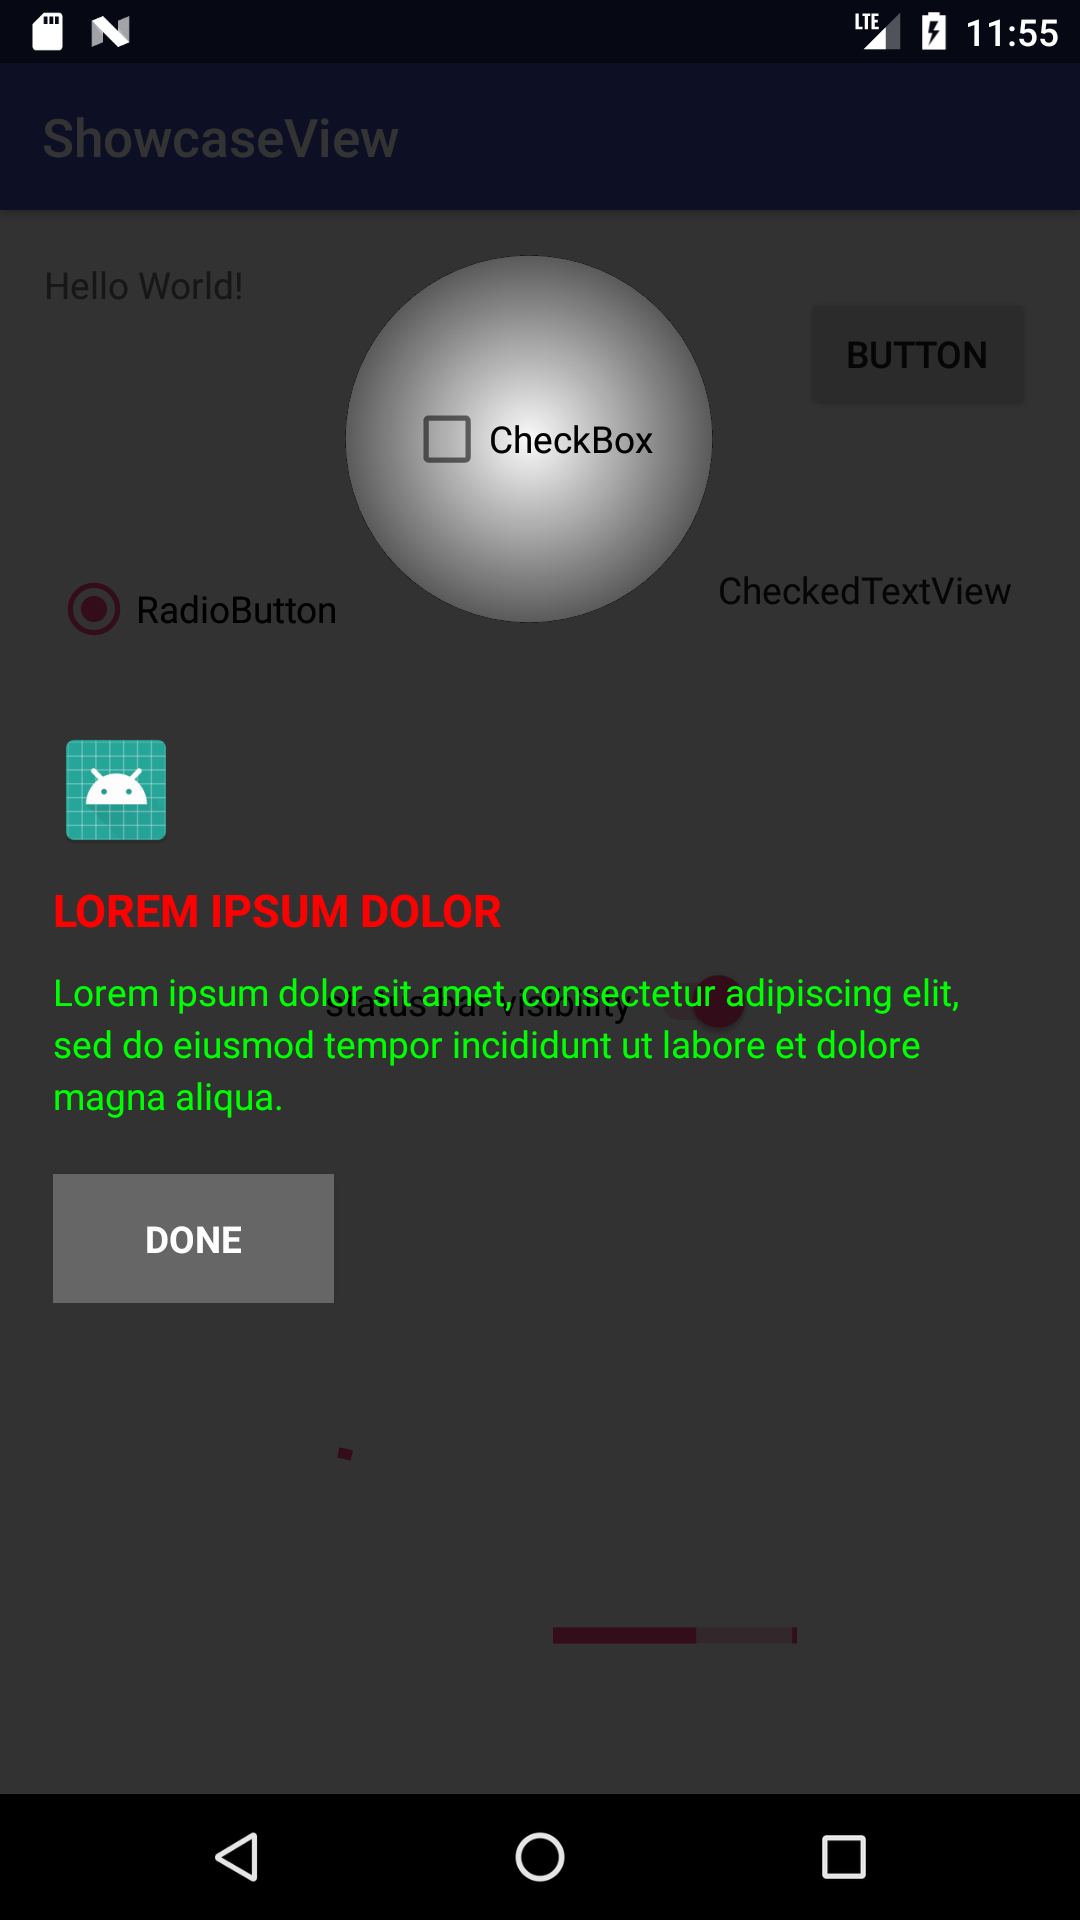 LTE 11:55
ShowcaseView
Hello World!
BUTTON
CheckBox
CheckedTextView
RadioButton
LOREM IPSUM DOLOR
Lorem ipsum dolor sit amet, consectetur adipiscing elit,
status bar visibility
sed do eiusmod tempor incididunt ut labore et dolore
magna aliqua.
DONE